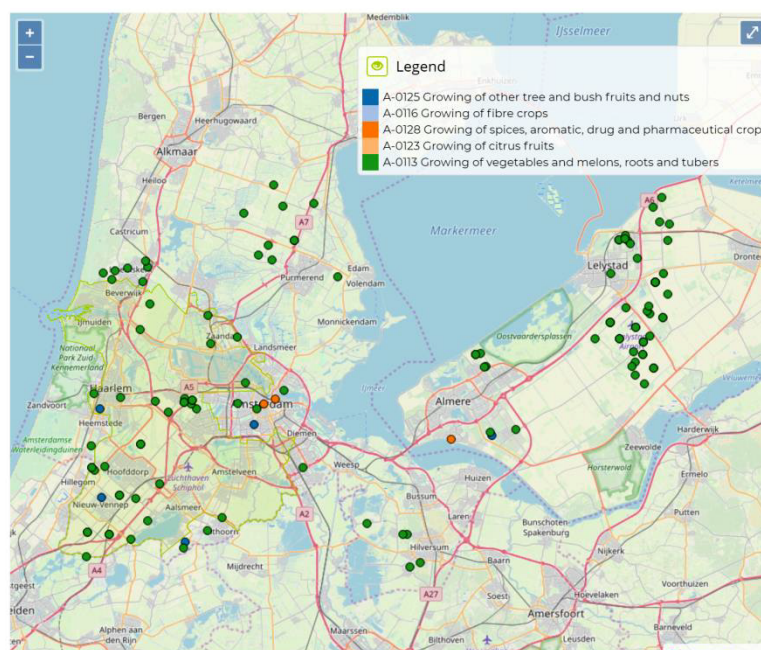 +
−
Legend
A-0125 Growing of other tree and bush fruits and nuts
A-0116 Growing of fibre crops
A-0128 Growing of spices, aromatic, drug and pharmaceutical crop
A-0123 Growing of citrus fruits
A-0113 Growing of vegetables and melons, roots and tubers
Medemblik
IJsselmeer
Bergen
Heerhugowaard
Alkmaar
Heiloo
A7
Markermeer
A6
Castricum
Lelystad
Dronten
Edam
Volendam
Purmerend
Beverwijk
IJmuiden
Zaandam
Landsmeer
Monnickendam
Oostvaardersplassen
Nationaal
Park Zuid-
Kennemerland
A5
Haarlem
IJmeer
Almere
Zandvoort
Heemstede
Amsterdam
Diemen
Weesp
Harderwijk
Zeewolde
Amsterdamse
Waterleidingduinen
Hoofddorp
Amstelveen
Horsterwold
Ermelo
Huizen
Hillegom
Luchthaven
Schiphol
Nieuw-Vennep
Aalsmeer
A2
Bussum
Laren
Putten
Bunschoten-
Spakenburg
Uithoorn
Mijdrecht
Hilversum
Baarn
Nijkerk
A4
A27
Soest
Hoevelaken
Voorthuizen
Amersfoort
Alphen aan
den Rijn
Maarssen
Bilthoven
Leusden
Barneveld